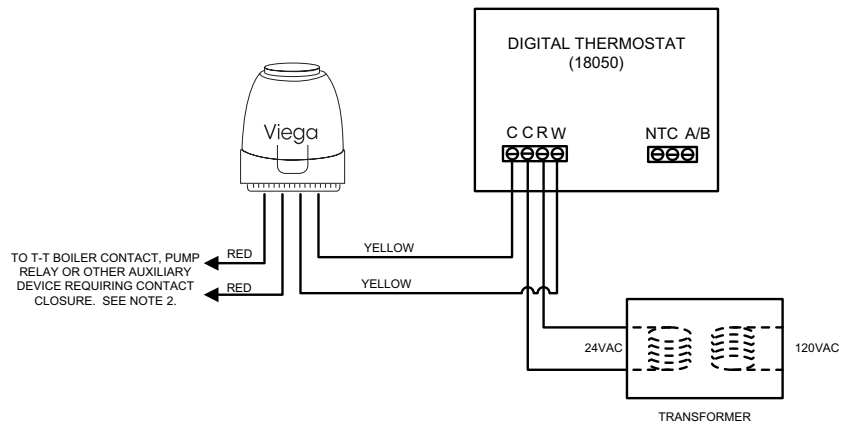 DIGITAL THERMOSTAT
(18050)
Viega
C C R W
NTC A/B
YELLOW
TO T-T BOILER CONTACT, PUMP
RELAY OR OTHER AUXILIARY
DEVICE REQUIRING CONTACT
CLOSURE. SEE NOTE 2.
RED
RED
YELLOW
24VAC
120VAC
TRANSFORMER